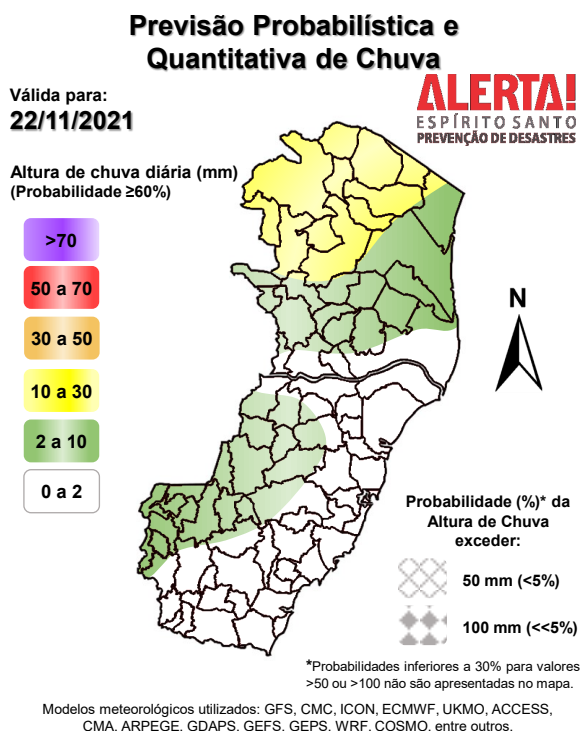 Previsão Probabilística e
Quantitativa de Chuva
Válida para:
22/11/2021
ALERTA!
ESPÍRITO SANTO
PREVENÇÃO DE DESASTRES
Altura de chuva diária (mm)
(Probabilidade ≥60%)
>70
50 a 70
30 a 50
10 a 30
2 a 10
0 a 2
N
Probabilidade (%)* da
Altura de Chuva
exceder:
50 mm (<5%)
100 mm (<<5%)
*Probabilidades inferiores a 30% para valores
>50 ou >100 não são apresentadas no mapa.
Modelos meteorológicos utilizados: GFS, CMC, ICON, ECMWF, UKMO, ACCESS,
CMA, ARPEGE, GDAPS, GEFS, GEPS, WRF, COSMO, entre outros.